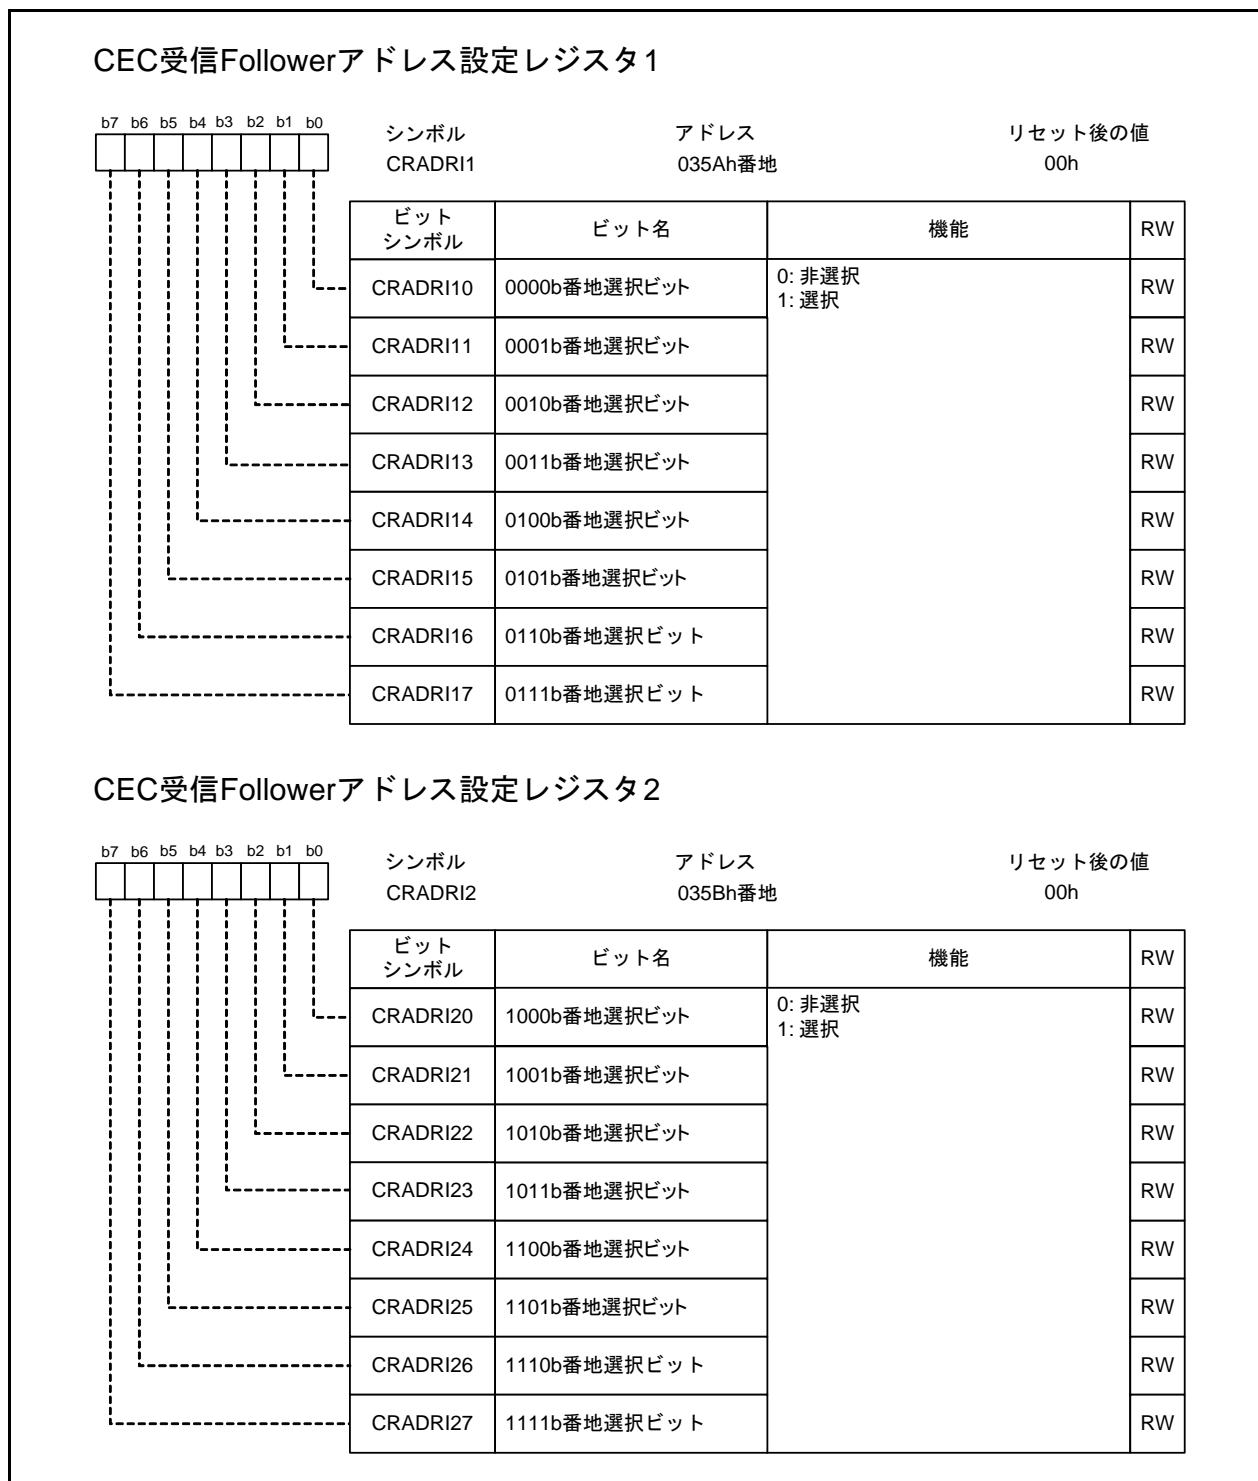 CEC受信Followerアドレス設定レジスタ1
b7 b6 b5 b4 b3 b2 b1 b0
シンボル アドレス リセット後の値
CRADRI1 035Ah番地 00h
ビット
シンボル ビット名 機能 RW
CRADRI10 0000b番地選択ビット 0: 非選択 RW
1: 選択
CRADRI11 0001b番地選択ビット RW
CRADRI12 0010b番地選択ビット RW
CRADRI13 0011b番地選択ビット RW
CRADRI14 0100b番地選択ビット RW
CRADRI15 0101b番地選択ビット RW
CRADRI16 0110b番地選択ビット RW
CRADRI17 0111b番地選択ビット RW
CEC受信Followerアドレス設定レジスタ2
b7 b6 b5 b4 b3 b2 b1 b0
シンボル アドレス リセット後の値
CRADRI2 035Bh番地 00h
ビット
シンボル ビット名 機能 RW
CRADRI20 1000b番地選択ビット 0: 非選択 RW
1: 選択
CRADRI21 1001b番地選択ビット RW
CRADRI22 1010b番地選択ビット RW
CRADRI23 1011b番地選択ビット RW
CRADRI24 1100b番地選択ビット RW
CRADRI25 1101b番地選択ビット RW
CRADRI26 1110b番地選択ビット RW
CRADRI27 1111b番地選択ビット RW